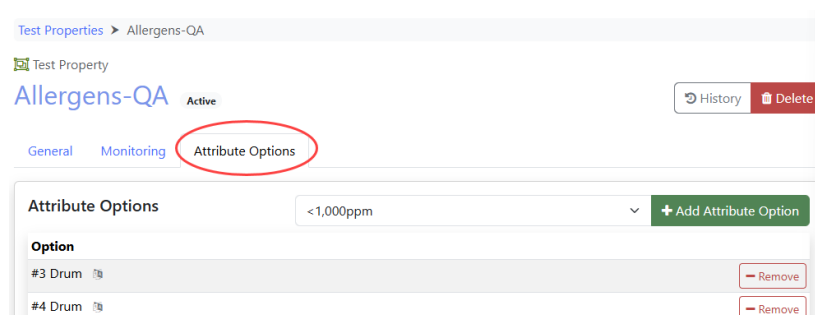 Test Properties ➤ Allergens-QA
Test Property
Allergens-QA Active
History Delete
General Monitoring Attribute Options
Attribute Options <1,000ppm + Add Attribute Option
Option
#3 Drum − Remove
#4 Drum − Remove